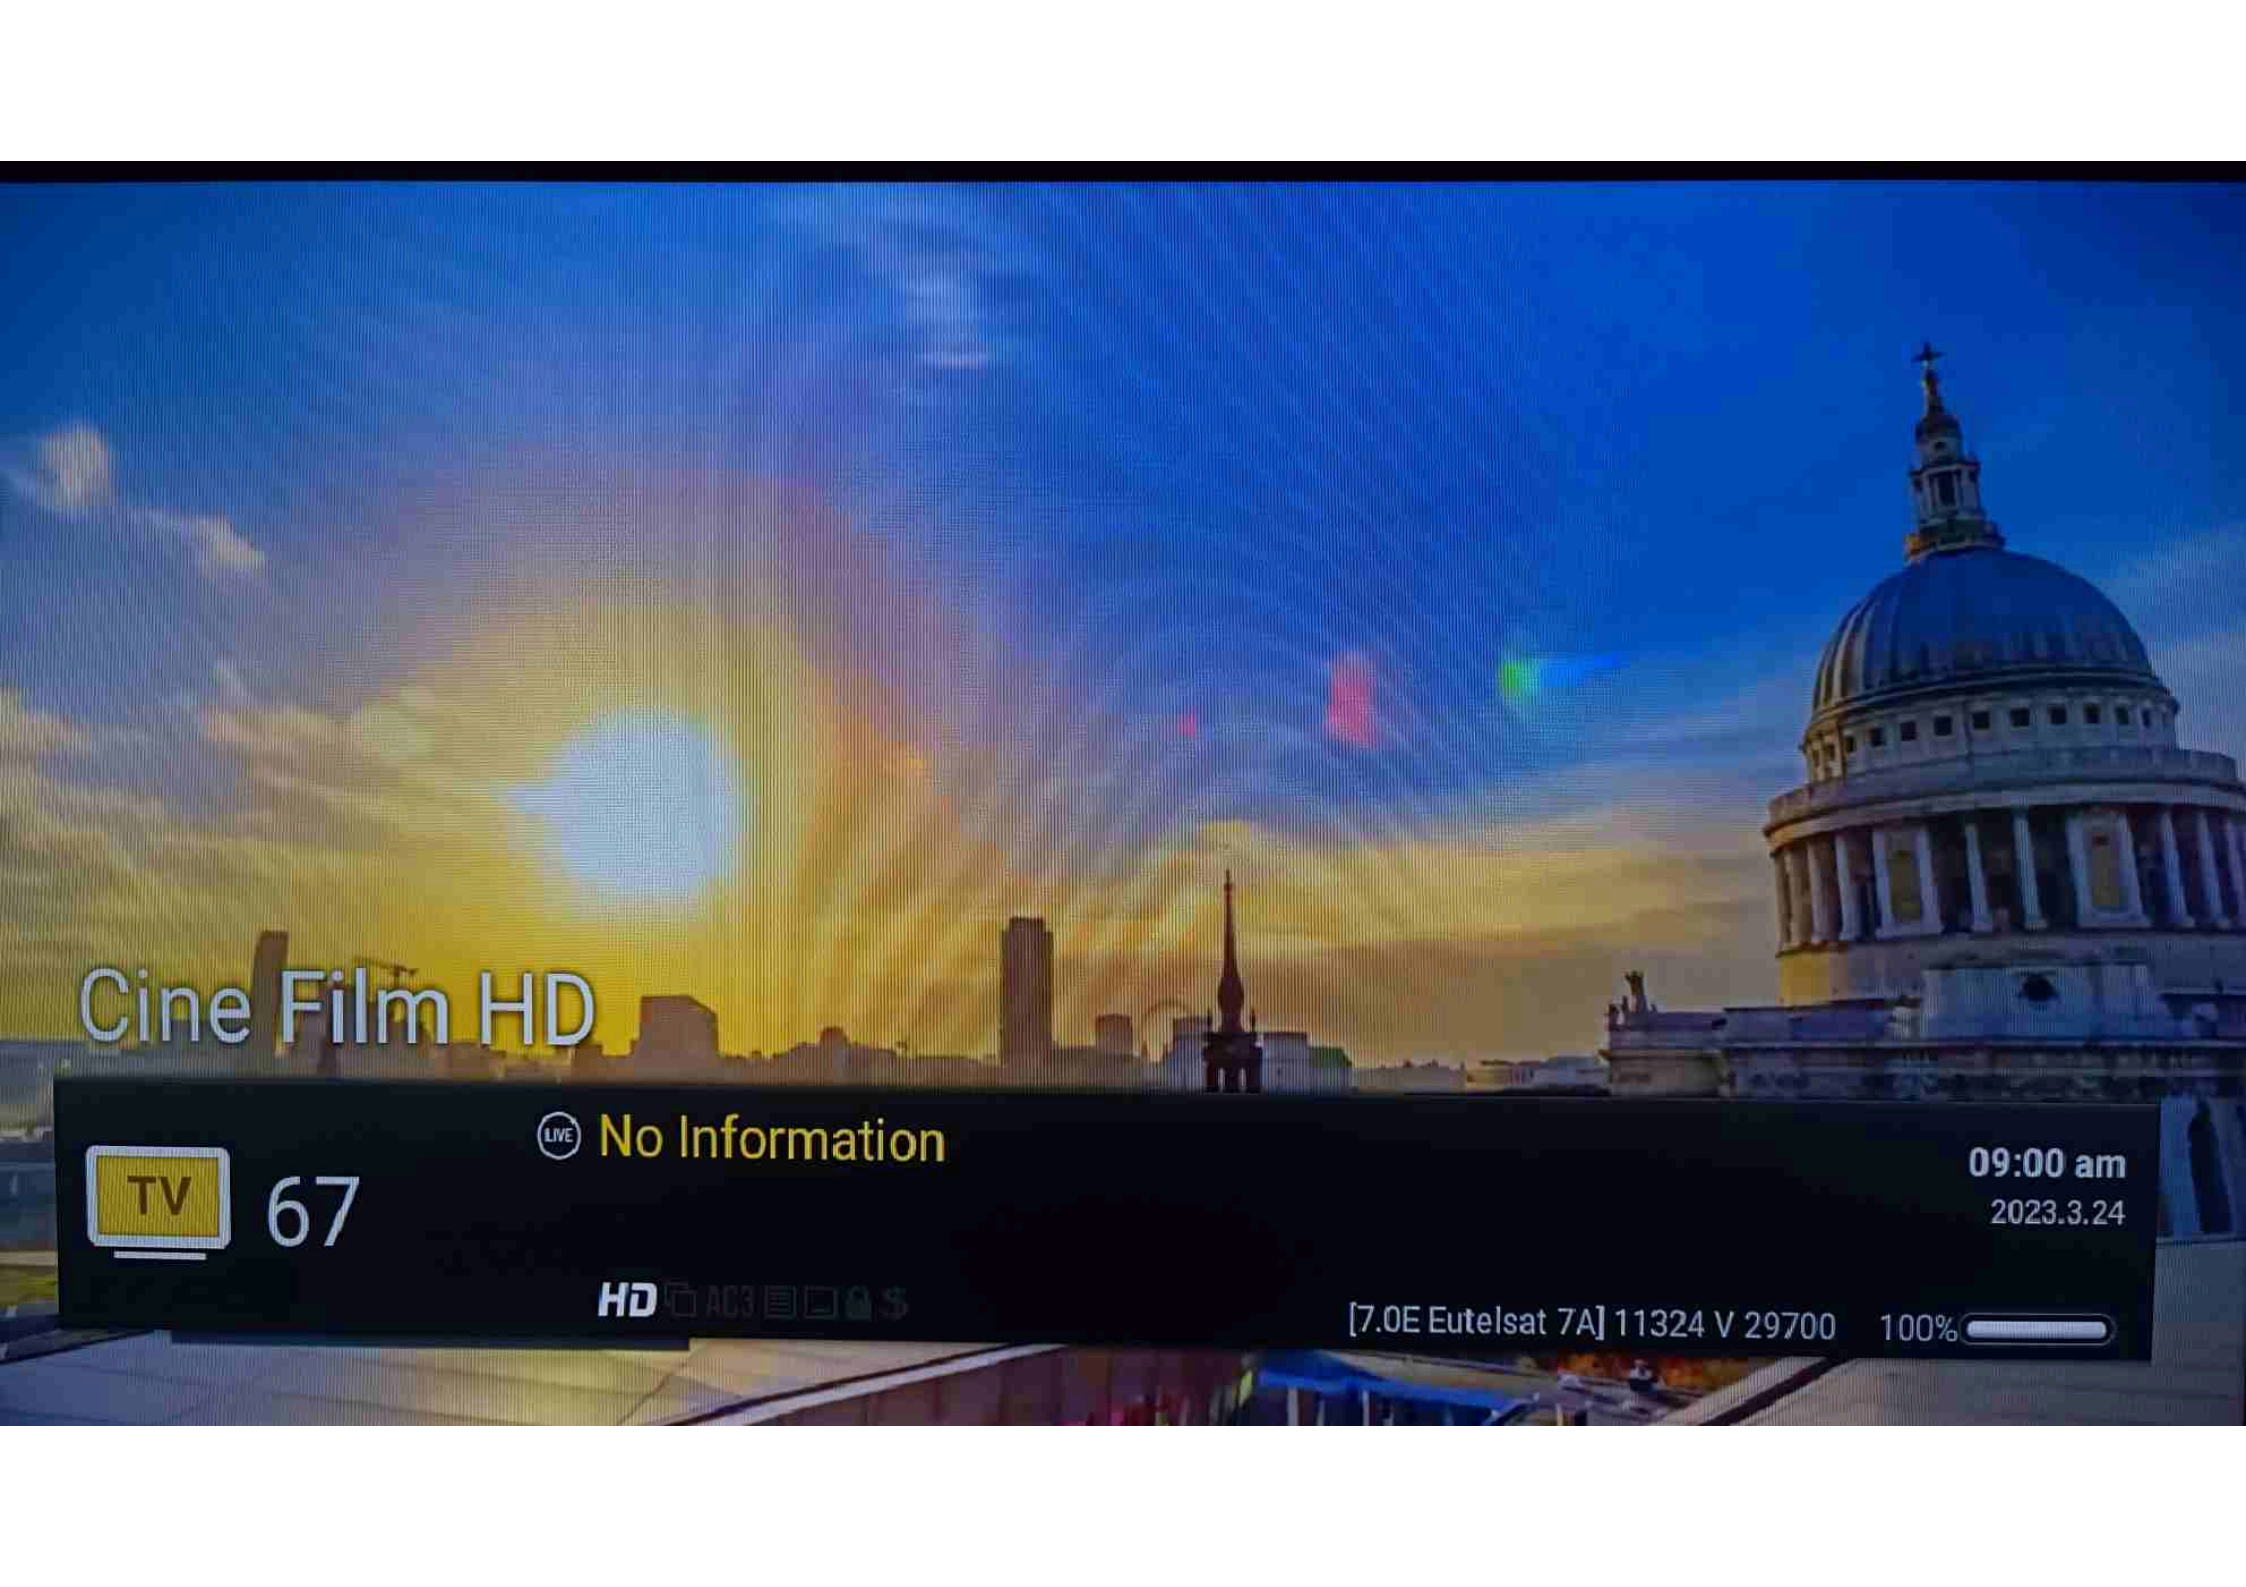 Cine Film HD
LIVE No Information
TV 67
09:00 am
2023.3.24
HD AC3 $
[7.0E Eutelsat 7A] 11324 V 29700 100%